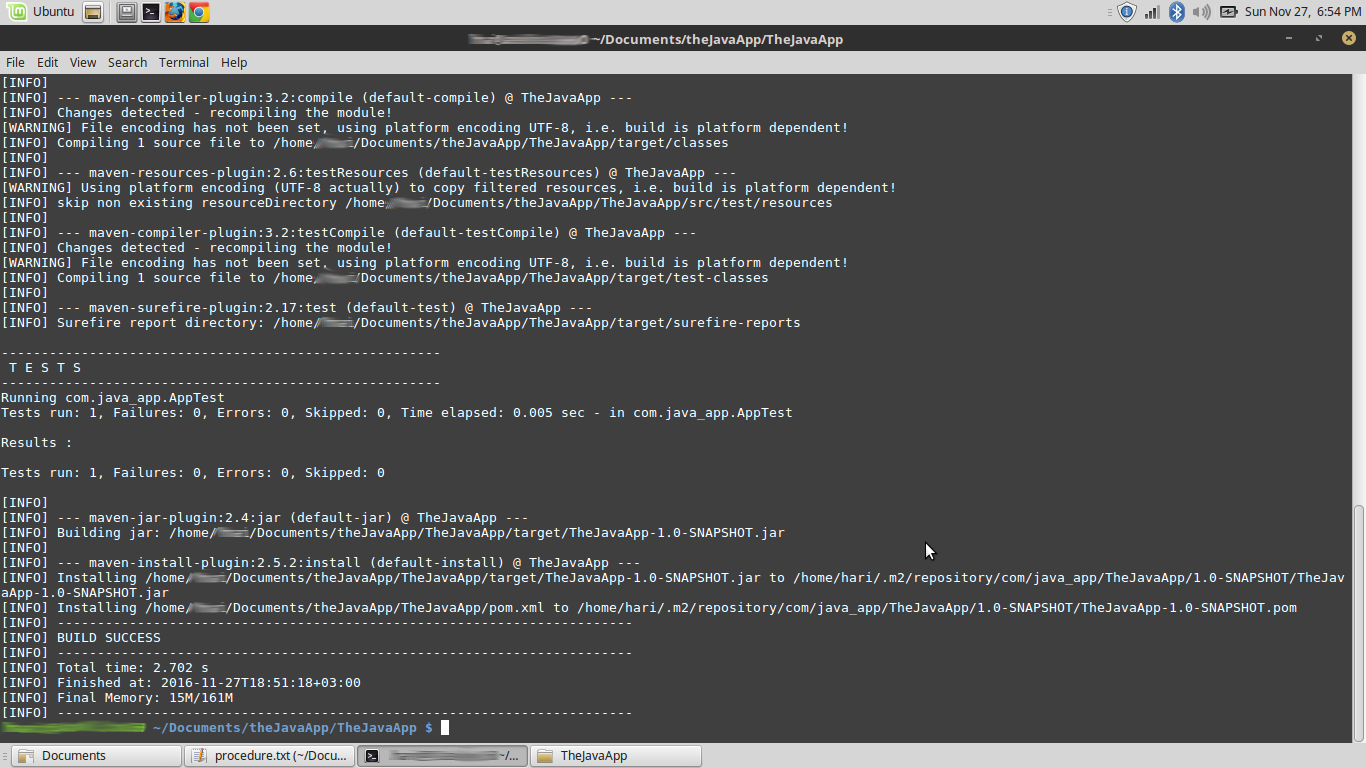 Ubuntu
Sun Nov 27, 6:54 PM
~/Documents/theJavaApp/TheJavaApp
File Edit View Search Terminal Help
[INFO]
[INFO] --- maven-compiler-plugin:3.2:compile (default-compile) @ TheJavaApp ---
[INFO] Changes detected - recompiling the module!
[WARNING] File encoding has not been set, using platform encoding UTF-8, i.e. build is platform dependent!
[INFO] Compiling 1 source file to /home/ /Documents/theJavaApp/TheJavaApp/target/classes
[INFO]
[INFO] --- maven-resources-plugin:2.6:testResources (default-testResources) @ TheJavaApp ---
[WARNING] Using platform encoding (UTF-8 actually) to copy filtered resources, i.e. build is platform dependent!
[INFO] skip non existing resourceDirectory /home/ /Documents/theJavaApp/TheJavaApp/src/test/resources
[INFO]
[INFO] --- maven-compiler-plugin:3.2:testCompile (default-testCompile) @ TheJavaApp ---
[INFO] Changes detected - recompiling the module!
[WARNING] File encoding has not been set, using platform encoding UTF-8, i.e. build is platform dependent!
[INFO] Compiling 1 source file to /home/ /Documents/theJavaApp/TheJavaApp/target/test-classes
[INFO]
[INFO] --- maven-surefire-plugin:2.17:test (default-test) @ TheJavaApp ---
[INFO] Surefire report directory: /home/ /Documents/theJavaApp/TheJavaApp/target/surefire-reports
-------------------------------------------------------
T E S T S
-------------------------------------------------------
Running com.java_app.AppTest
Tests run: 1, Failures: 0, Errors: 0, Skipped: 0, Time elapsed: 0.005 sec - in com.java_app.AppTest
Results :
Tests run: 1, Failures: 0, Errors: 0, Skipped: 0
[INFO]
[INFO] --- maven-jar-plugin:2.4:jar (default-jar) @ TheJavaApp ---
[INFO] Building jar: /home/ /Documents/theJavaApp/TheJavaApp/target/TheJavaApp-1.0-SNAPSHOT.jar
[INFO]
[INFO] --- maven-install-plugin:2.5.2:install (default-install) @ TheJavaApp ---
[INFO] Installing /home/ /Documents/theJavaApp/TheJavaApp/target/TheJavaApp-1.0-SNAPSHOT.jar to /home/hari/.m2/repository/com/java_app/TheJavaApp/1.0-SNAPSHOT/TheJav
aApp-1.0-SNAPSHOT.jar
[INFO] Installing /home/ /Documents/theJavaApp/TheJavaApp/pom.xml to /home/hari/.m2/repository/com/java_app/TheJavaApp/1.0-SNAPSHOT/TheJavaApp-1.0-SNAPSHOT.pom
[INFO] ------------------------------------------------------------------------
[INFO] BUILD SUCCESS
[INFO] ------------------------------------------------------------------------
[INFO] Total time: 2.702 s
[INFO] Finished at: 2016-11-27T18:51:18+03:00
[INFO] Final Memory: 15M/161M
[INFO] ------------------------------------------------------------------------
~/Documents/theJavaApp/TheJavaApp $
Documents
procedure.txt (~/Docu...
~/...
TheJavaApp